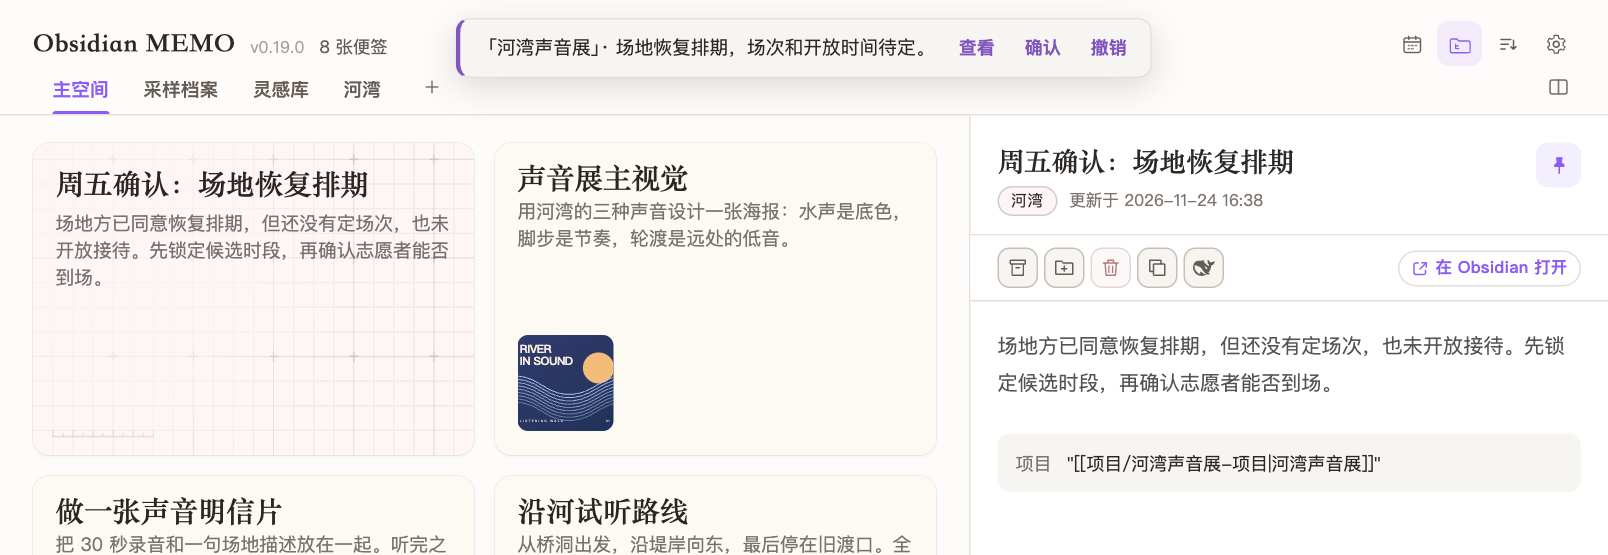 Obsidian MEMO v0.19.0 8 张便签
「河湾声音展」· 场地恢复排期，场次和开放时间待定。 查看 确认 撤销
主空间 采样档案 灵感库 河湾 +
周五确认：场地恢复排期
场地方已同意恢复排期，但还没有定场次，也未
开放接待。先锁定候选时段，再确认志愿者能否
到场。
声音展主视觉
用河湾的三种声音设计一张海报：水声是底色，
脚步是节奏，轮渡是远处的低音。
RIVER
IN SOUND
LISTENING WALK
做一张声音明信片
把 30 秒录音和一句场地描述放在一起。听完之
沿河试听路线
从桥洞出发，沿堤岸向东，最后停在旧渡口。全
周五确认：场地恢复排期
河湾 更新于 2026-11-24 16:38
在 Obsidian 打开
场地方已同意恢复排期，但还没有定场次，也未开放接待。先锁
定候选时段，再确认志愿者能否到场。
项目 "[[项目/河湾声音展-项目|河湾声音展]]"